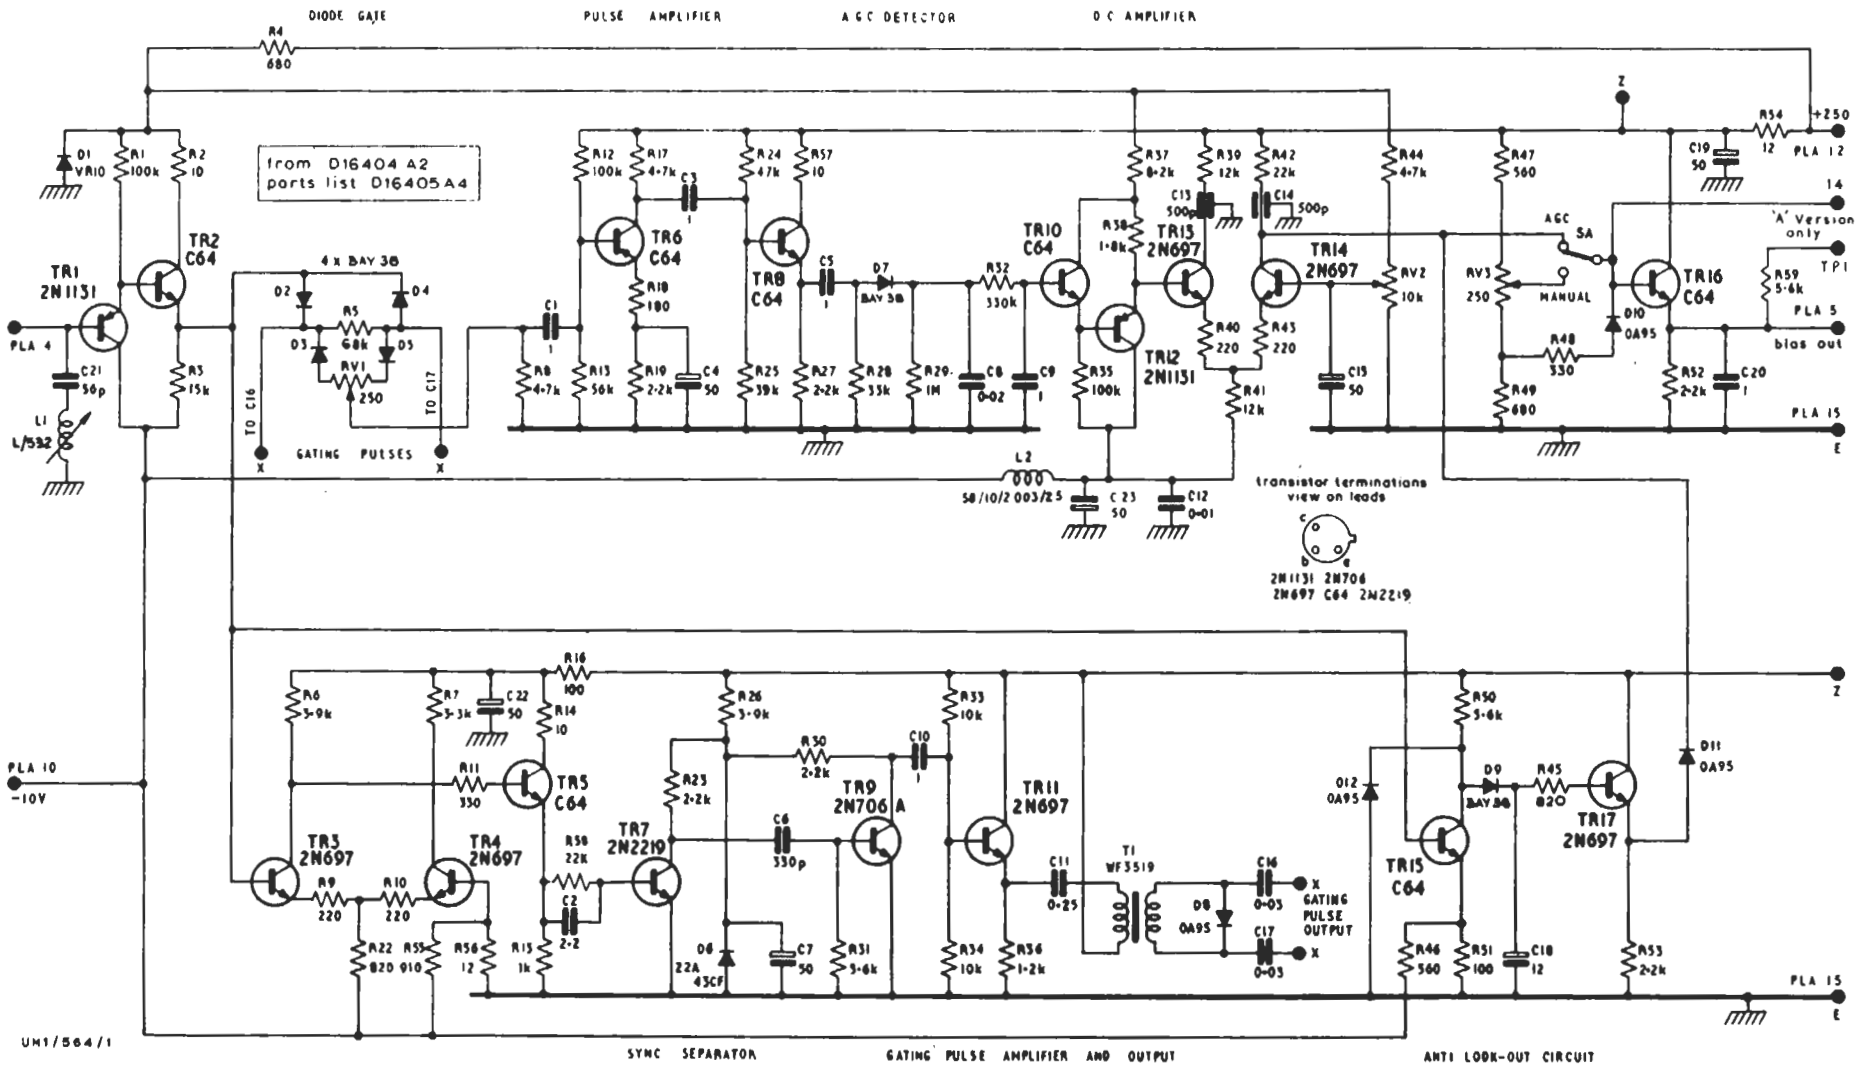 DIODE GATE
PULSE AMPLIFIER
AGC DETECTOR
DC AMPLIFIER
R4
680
Z
R54
12
+250
PLA 12
D1
VR10
R1
100k
R2
10
from D16404 A2
parts list D16405A4
R12
100k
R17
4·7k
C3
1
R24
47k
R57
10
R37
8·2k
R39
12k
R42
22k
R44
4·7k
R47
560
C19
50
14
'A' Version
only
TR2
C64
TR6
C64
TR8
C64
TR10
C64
R38
1·8k
C13
500p
C14
500p
TR13
2N697
TR14
2N697
AGC
SA
MANUAL
TR16
C64
R59
5·6k
TP1
TR1
2N1131
4 x BAY 38
D2
D4
R5
68k
D3
D5
RV1
250
R18
180
C1
1
C5
1
D7
BAY 38
R32
330k
RV2
10k
RV3
250
D10
OA95
PLA 5
bias out
PLA 4
C21
56p
R3
15k
L1
L/532
TO C16
TO C17
X
GATING PULSES
X
R8
4·7k
R13
56k
R19
2·2k
C4
50
R25
39k
R27
2·2k
R28
33k
R29
1M
C8
0·02
C9
1
R35
100k
TR12
2N1131
R40
220
R43
220
R41
12k
C15
50
R48
330
R49
680
R52
2·2k
C20
1
PLA 15
E
L2
58/10/2 003/25
C23
50
C12
0·01
transistor terminations
view on leads
c
b
e
2N1131 2N706
2N697 C64 2N2219
R6
3·9k
R7
3·3k
C22
50
R16
100
R14
10
R26
3·9k
R33
10k
R50
5·6k
Z
PLA 10
-10V
R11
330
TR5
C64
R23
2·2k
R30
2·2k
C10
1
TR9
2N706 A
TR11
2N697
D12
OA95
D9
BAY38
R45
820
D11
OA95
TR17
2N697
TR3
2N697
TR4
2N697
R58
22k
TR7
2N2219
C6
330p
TR15
C64
R9
220
R10
220
C2
2·2
C11
0·25
T1
WF3519
C16
0·03
X
GATING
PULSE
OUTPUT
D8
OA95
C17
0·03
X
R22
820
R55
910
R56
12
R15
1k
D6
22A
43CF
C7
50
R31
5·6k
R34
10k
R36
1·2k
R46
560
R51
100
C18
12
R53
2·2k
PLA 15
E
UM1/564/1
SYNC SEPARATOR
GATING PULSE AMPLIFIER AND OUTPUT
ANTI LOOK-OUT CIRCUIT